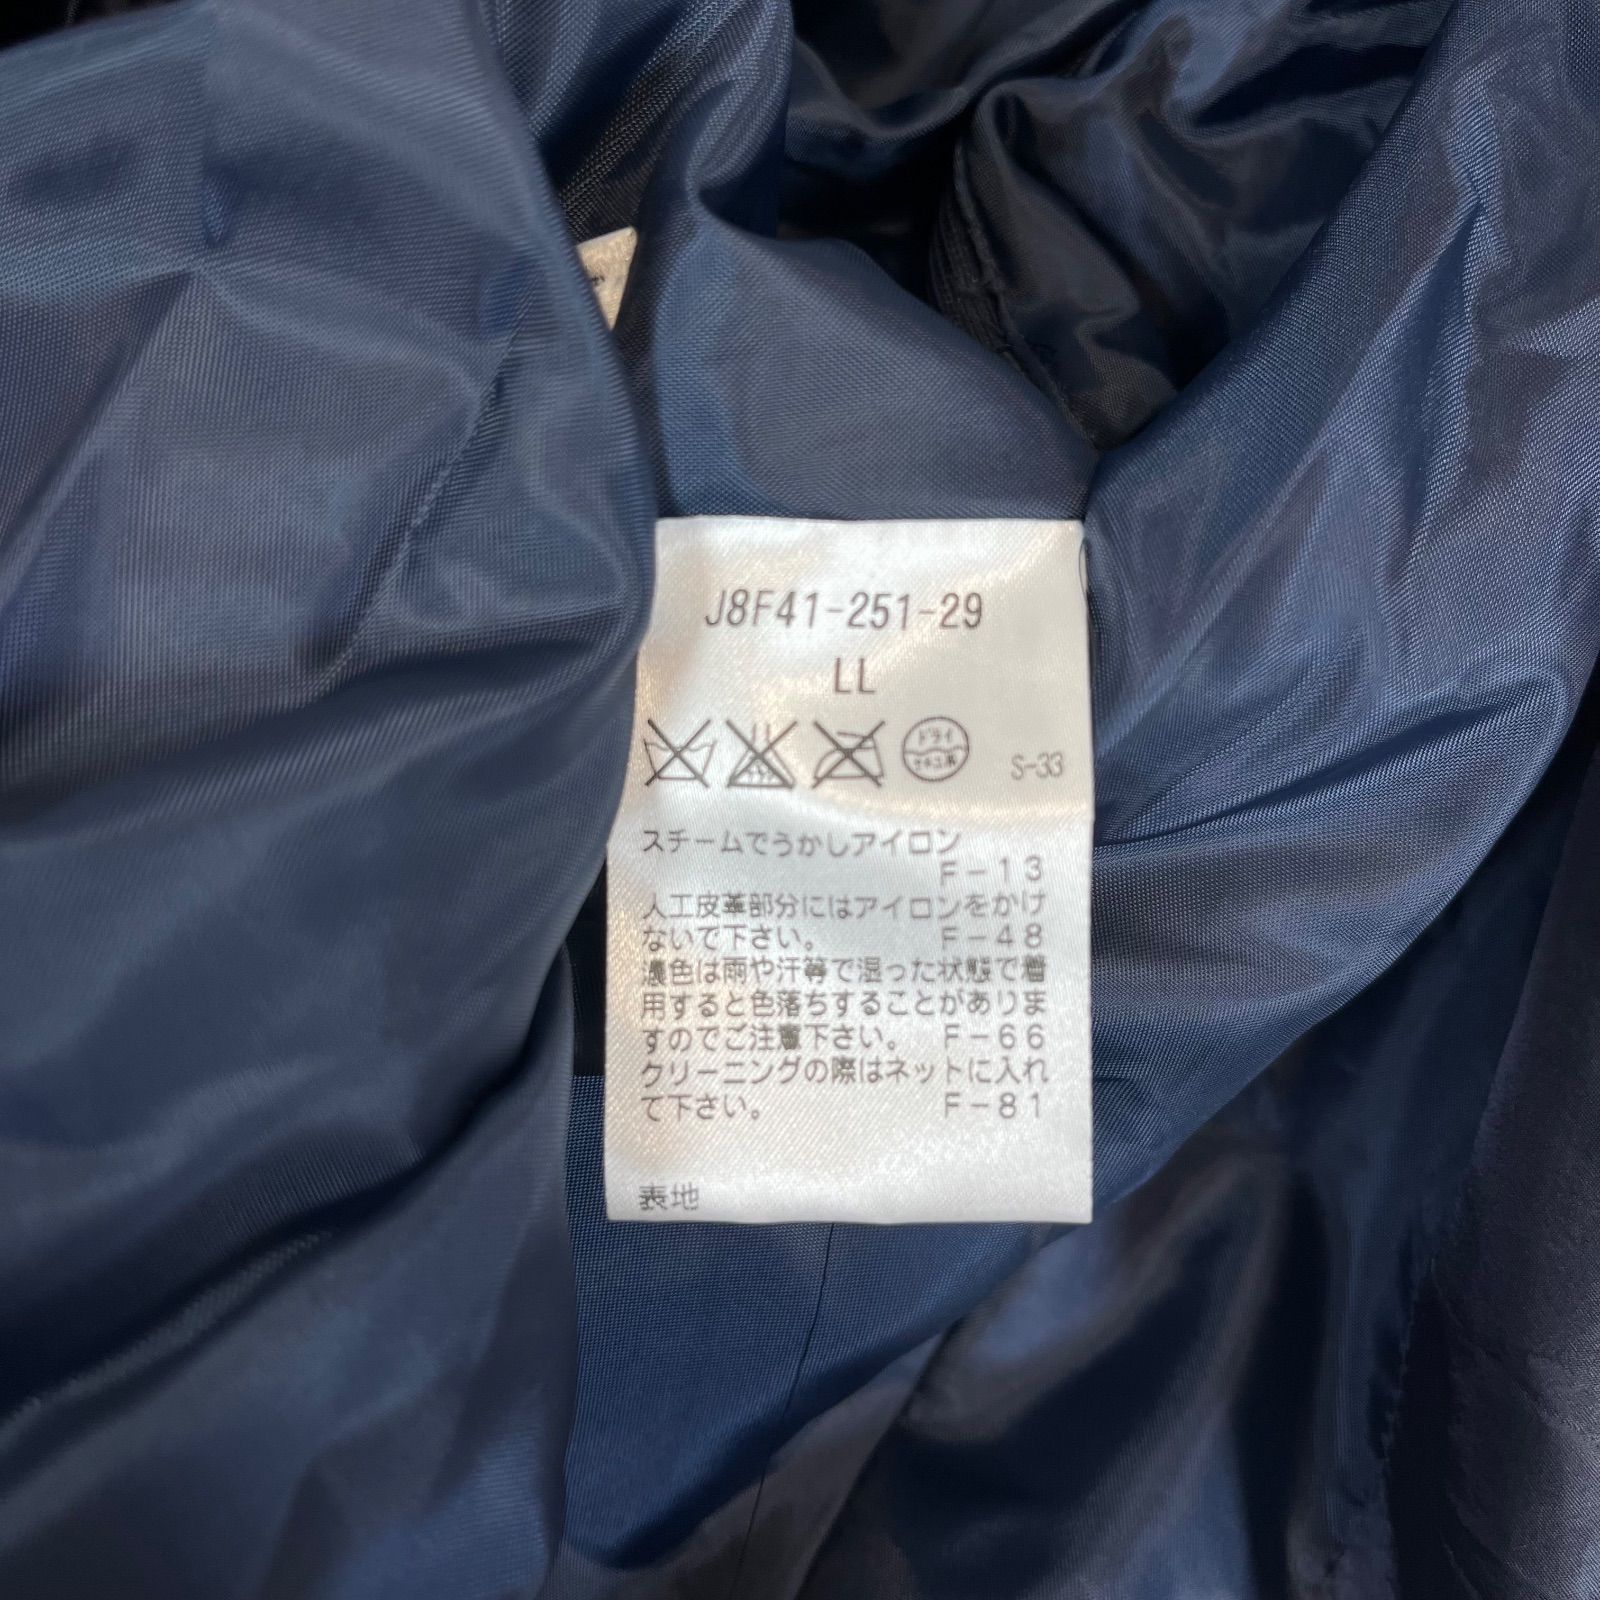 J8F41-251-29
LL
ドライ
セキユ系
S-33
スチームでうかしアイロン
F-13
人工皮革部分にはアイロンをかけ
ないで下さい。 F-48
濃色は雨や汗等で湿った状態で着
用すると色落ちすることがありま
すのでご注意下さい。 F-66
クリーニングの際はネットに入れ
て下さい。 F-81
表地